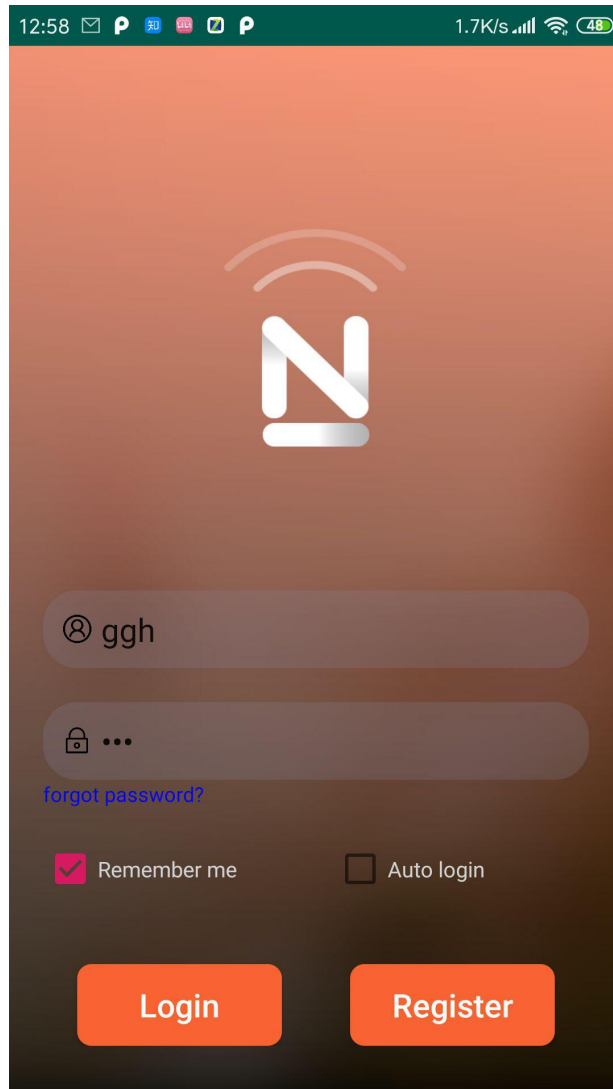 12:58 1.7K/s 48
N
ggh
•••
forgot password?
Remember me Auto login
Login Register